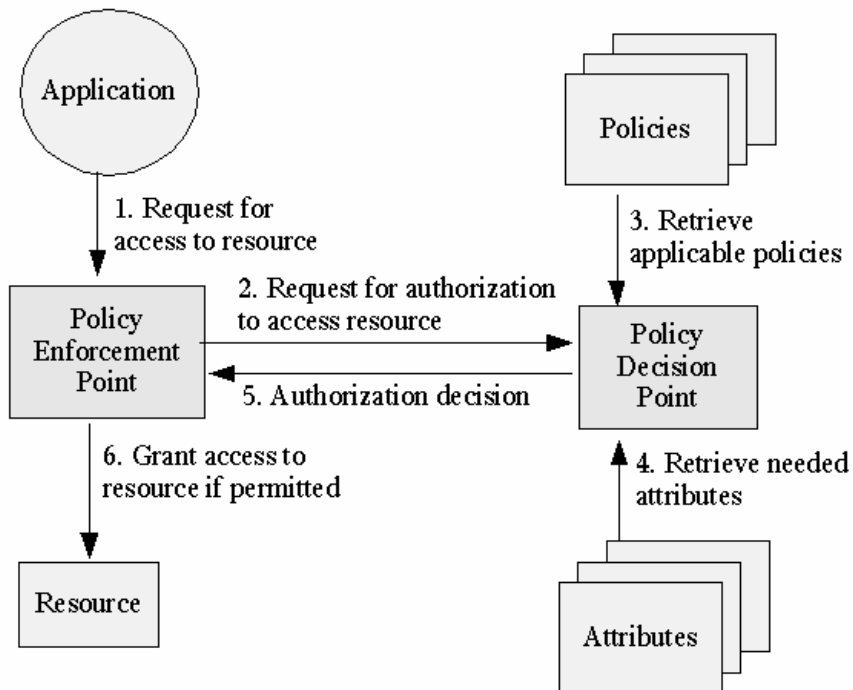 Application
Policies
1. Request for
access to resource
3. Retrieve
applicable policies
2. Request for authorization
to access resource
Policy
Enforcement
Point
Policy
Decision
Point
5. Authorization decision
6. Grant access to
resource if permitted
4. Retrieve needed
attributes
Resource
Attributes